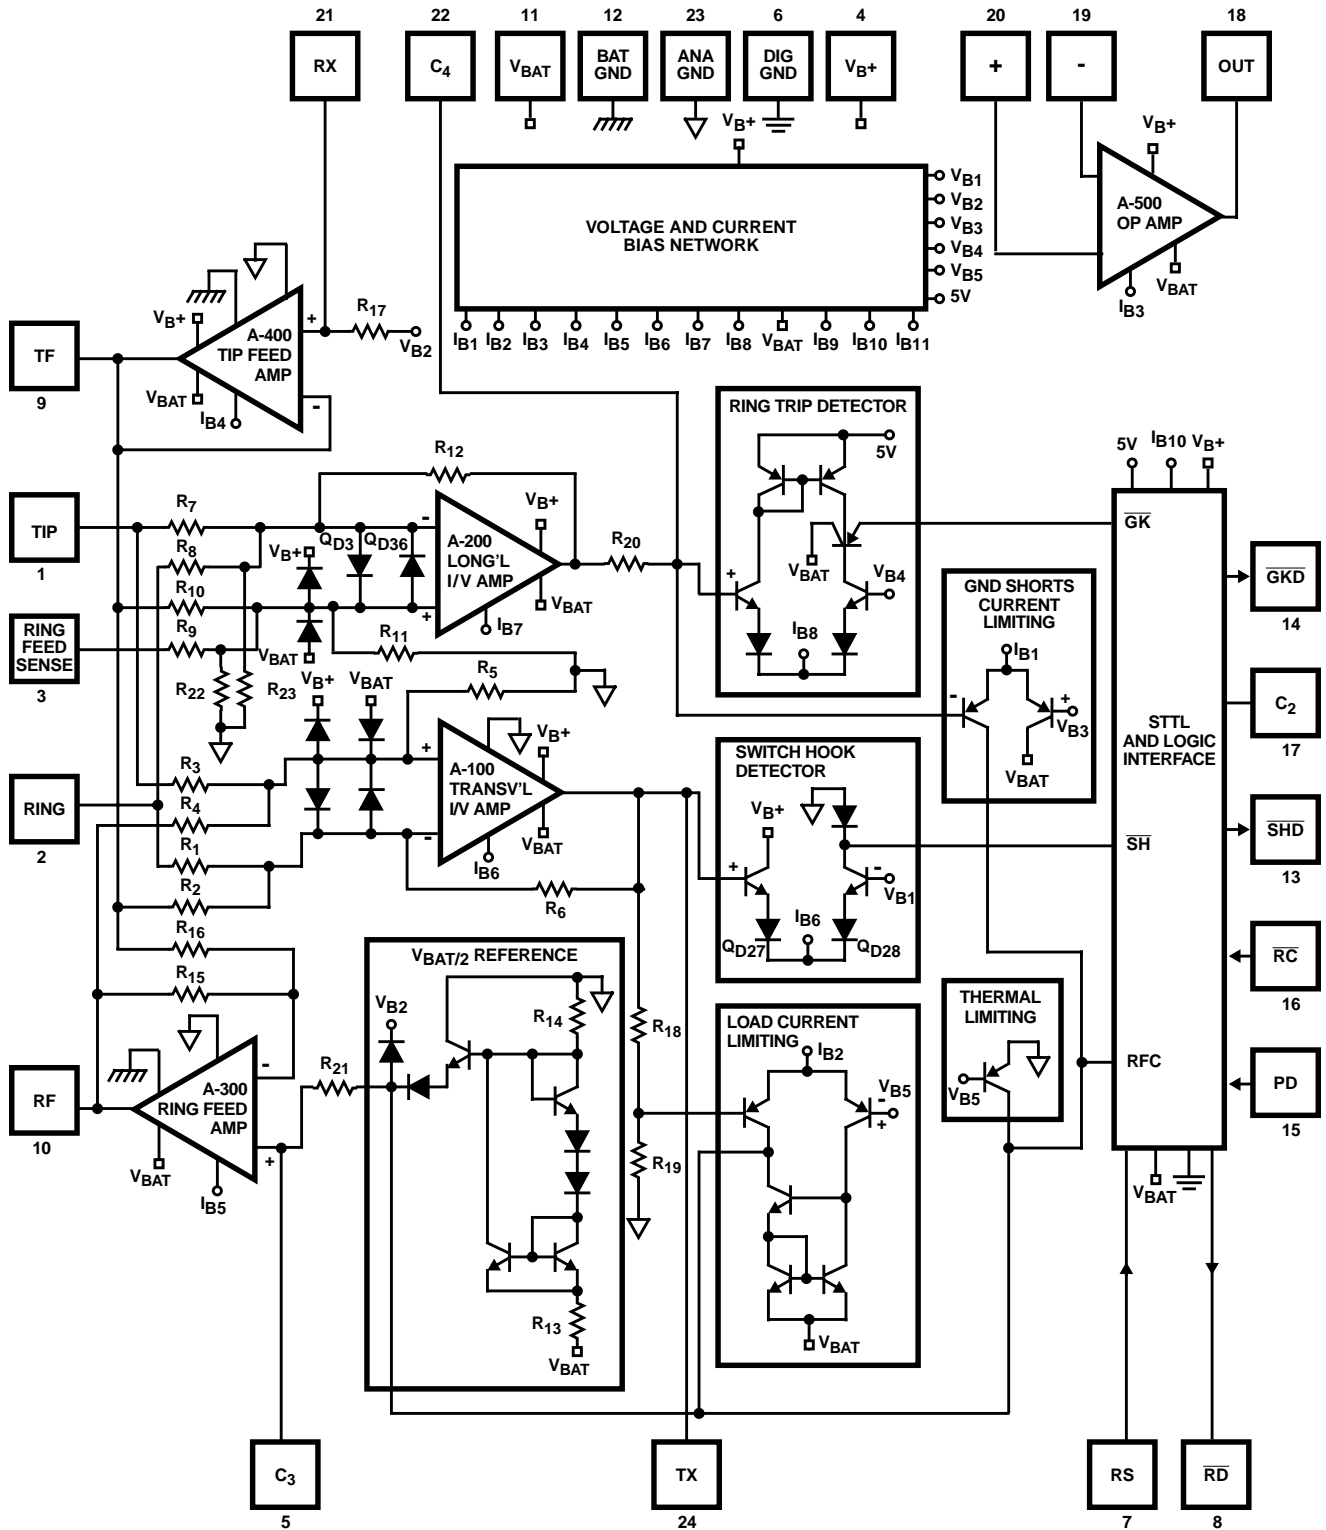 21 22 11 12 23 6 4 20 19 18
RX
C4
VBAT
BAT
GND
ANA
GND
DIG
GND
VB+
+
-
OUT
VB+
VOLTAGE AND CURRENT
BIAS NETWORK
VB1
VB2
VB3
VB4
VB5
5V
IB1 IB2 IB3 IB4 IB5 IB6 IB7 IB8 VBAT IB9 IB10 IB11
VB+
A-500
OP AMP
VBAT
IB3
TF
9
VB+
A-400
TIP FEED
AMP
VBAT
IB4
+
-
R17
VB2
TIP
1
RING
FEED
SENSE
3
RING
2
R7
R8
R10
R9
R22
R23
R12
QD3
QD36
VB+
VBAT
-
A-200
LONG'L
I/V AMP
+
VB+
VBAT
IB7
R20
R11
R5
VB+
VBAT
+
A-100
TRANSV'L
I/V AMP
-
VB+
VBAT
IB6
R6
R3
R4
R1
R2
R16
R15
RF
10
A-300
RING FEED
AMP
-
+
VBAT
IB5
R21
VBAT/2 REFERENCE
VB2
R14
R13
VBAT
R18
R19
RING TRIP DETECTOR
5V
VBAT
VB4
+
IB8
SWITCH HOOK
DETECTOR
VB+
+
-
VB1
IB6
QD27
QD28
LOAD CURRENT
LIMITING
IB2
-
VB5
+
VBAT
GND SHORTS
CURRENT
LIMITING
IB1
-
+
VB3
VBAT
THERMAL
LIMITING
VB5
5V IB10 VB+
GK
STTL
AND LOGIC
INTERFACE
SH
RFC
VBAT
GKD
14
C2
17
SHD
13
RC
16
PD
15
C3
5
TX
24
RS
7
RD
8